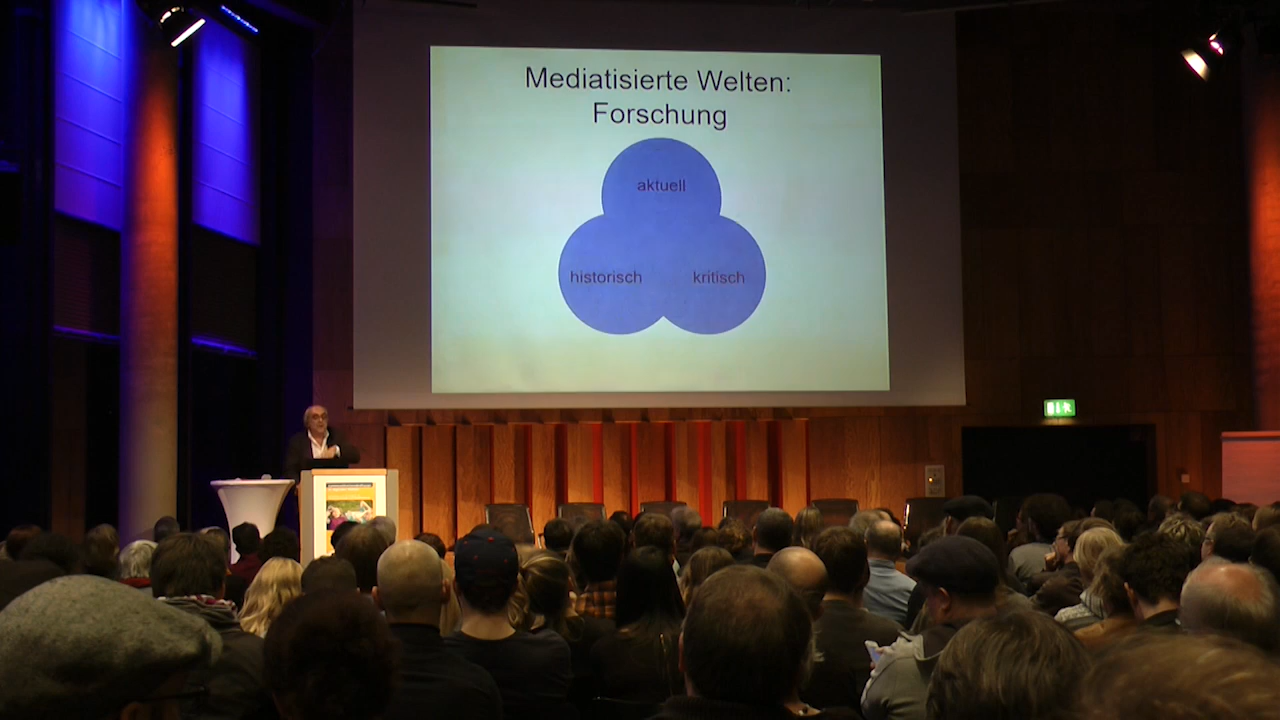 Mediatisierte Welten:
Forschung
aktuell
historisch
kritisch